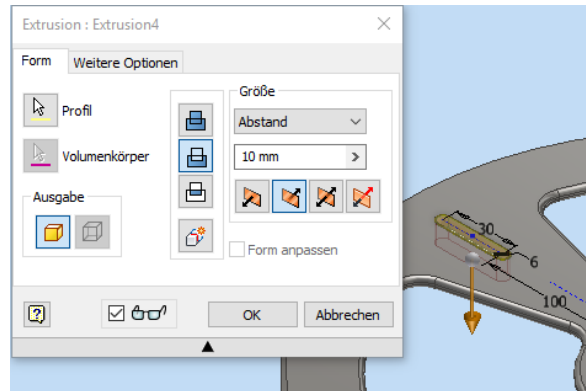 Extrusion : Extrusion4
Form
Weitere Optionen
Profil
Volumenkörper
Ausgabe
Größe
Abstand
10 mm
Form anpassen
OK
Abbrechen
30
6
100